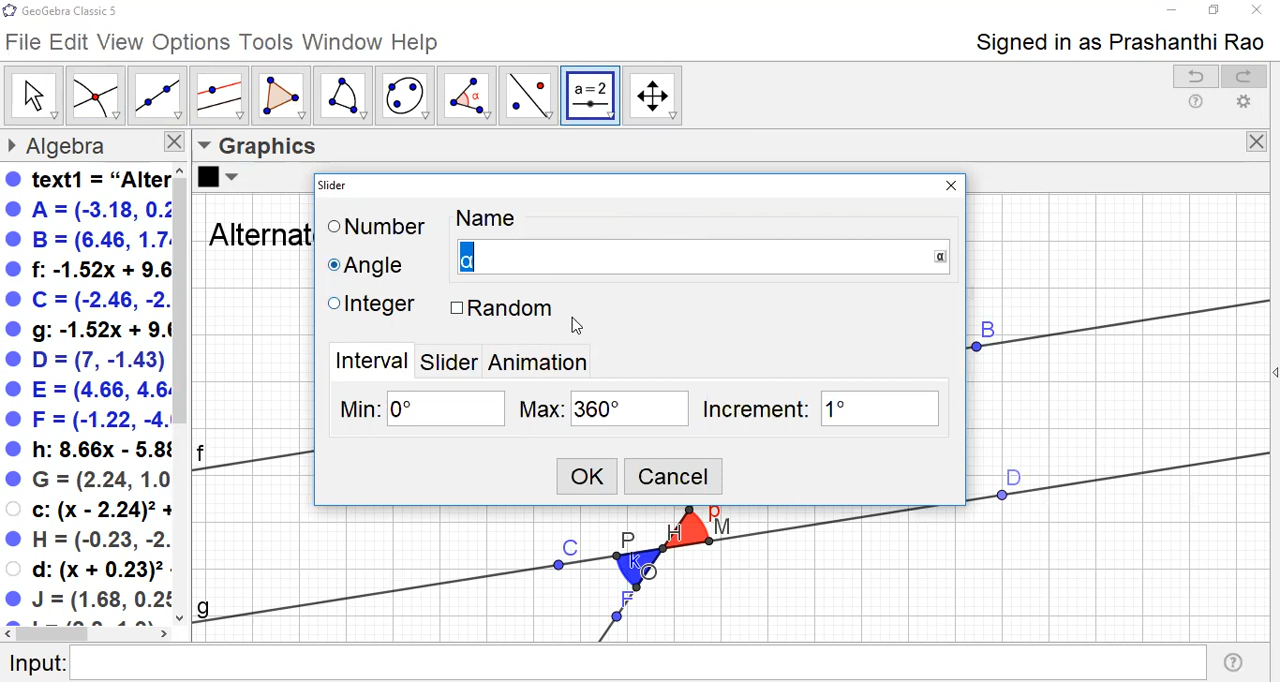 GeoGebra Classic 5
File Edit View Options Tools Window Help
Signed in as Prashanthi Rao
a=2
α
Algebra
Graphics
text1 = “Alter
A = (-3.18, 0.2
B = (6.46, 1.7
f: -1.52x + 9.6
C = (-2.46, -2.
g: -1.52x + 9.6
D = (7, -1.43)
E = (4.66, 4.64
F = (-1.22, -4.
h: 8.66x - 5.88
G = (2.24, 1.0
c: (x - 2.24)² +
H = (-0.23, -2.
d: (x + 0.23)²
J = (1.68, 0.25
Alternat
Slider
Number
Angle
Integer
Name
α
α
Random
Interval Slider Animation
Min: 0° Max: 360° Increment: 1°
OK Cancel
B
f
D
p
H M
P
C
k
O
F
g
Input: